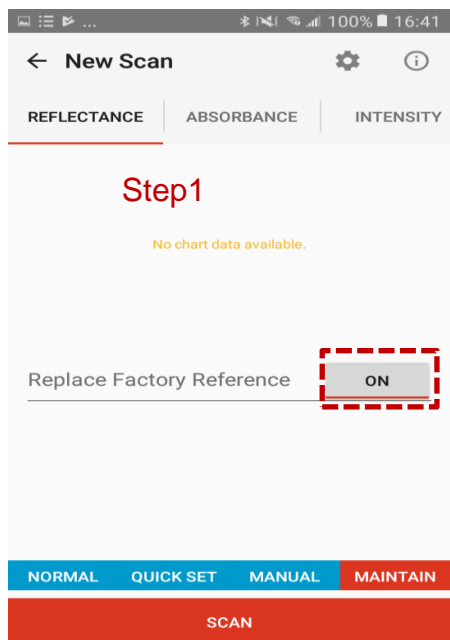 ... 100% 16:41
← New Scan
REFLECTANCE ABSORBANCE INTENSITY
Step1
No chart data available.
Replace Factory Reference ON
NORMAL QUICK SET MANUAL MAINTAIN
SCAN